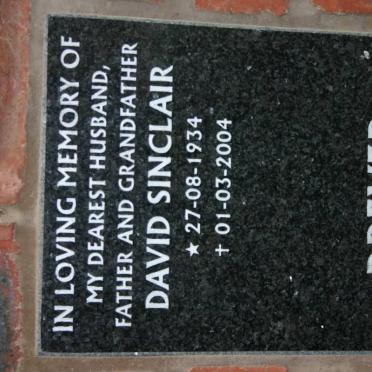 IN LOVING MEMORY OF
MY DEAREST HUSBAND,
FATHER AND GRANDFATHER
DAVID SINCLAIR
★ 27-08-1934
✝ 01-03-2004